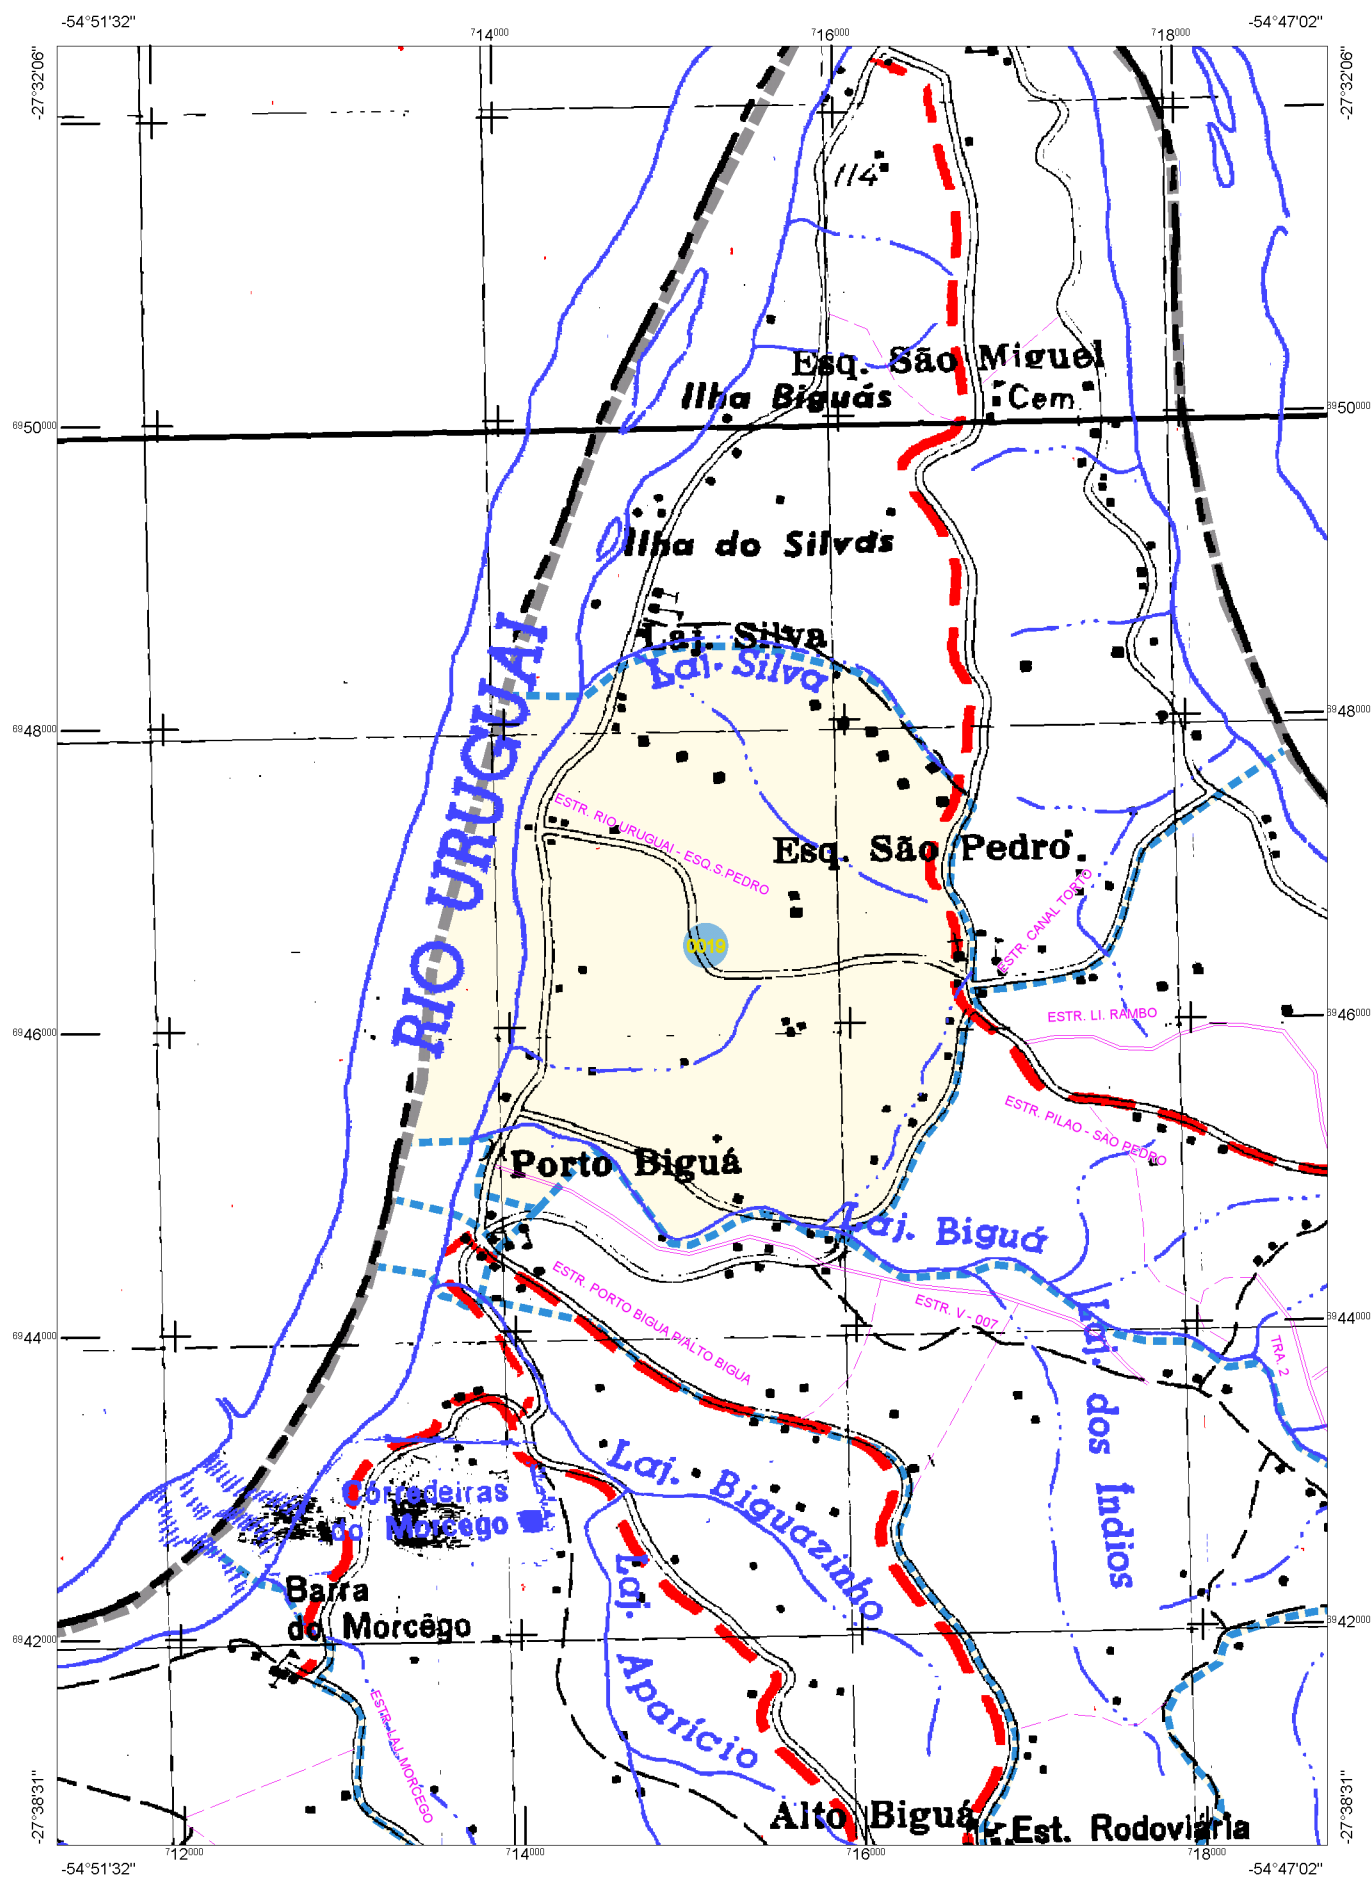 -54°51'32"
-54°47'02"
714000
716000
718000
-27°32'06"
-27°32'06"
114
Esq. São Miguel
Ilha Biguás
Cem
6950000
6950000
Ilha do Silvas
Laj. Silva
Laj. Silva
6948000
6948000
RIO URUGUAI
ESTR. RIO URUGUAI - ESQ.S.PEDRO
Esq. São Pedro
ESTR. CANAL TORTO
0019
6946000
6946000
ESTR. LI. RAMBO
ESTR. PILAO - SAO PEDRO
Porto Biguá
Laj. Biguá
ESTR. PORTO BIGUA P/ALTO BIGUA
ESTR. V - 007
6944000
6944000
TRA. 2
Laj. dos Índios
Laj. Biguazinho
Corredeiras
do Morcego
Laj. Aparício
Barra
do Morcego
6942000
6942000
ESTR. LAJ. MORCEGO
Alto Biguá
Est. Rodoviária
-27°38'31"
-27°38'31"
712000
714000
716000
718000
-54°51'32"
-54°47'02"